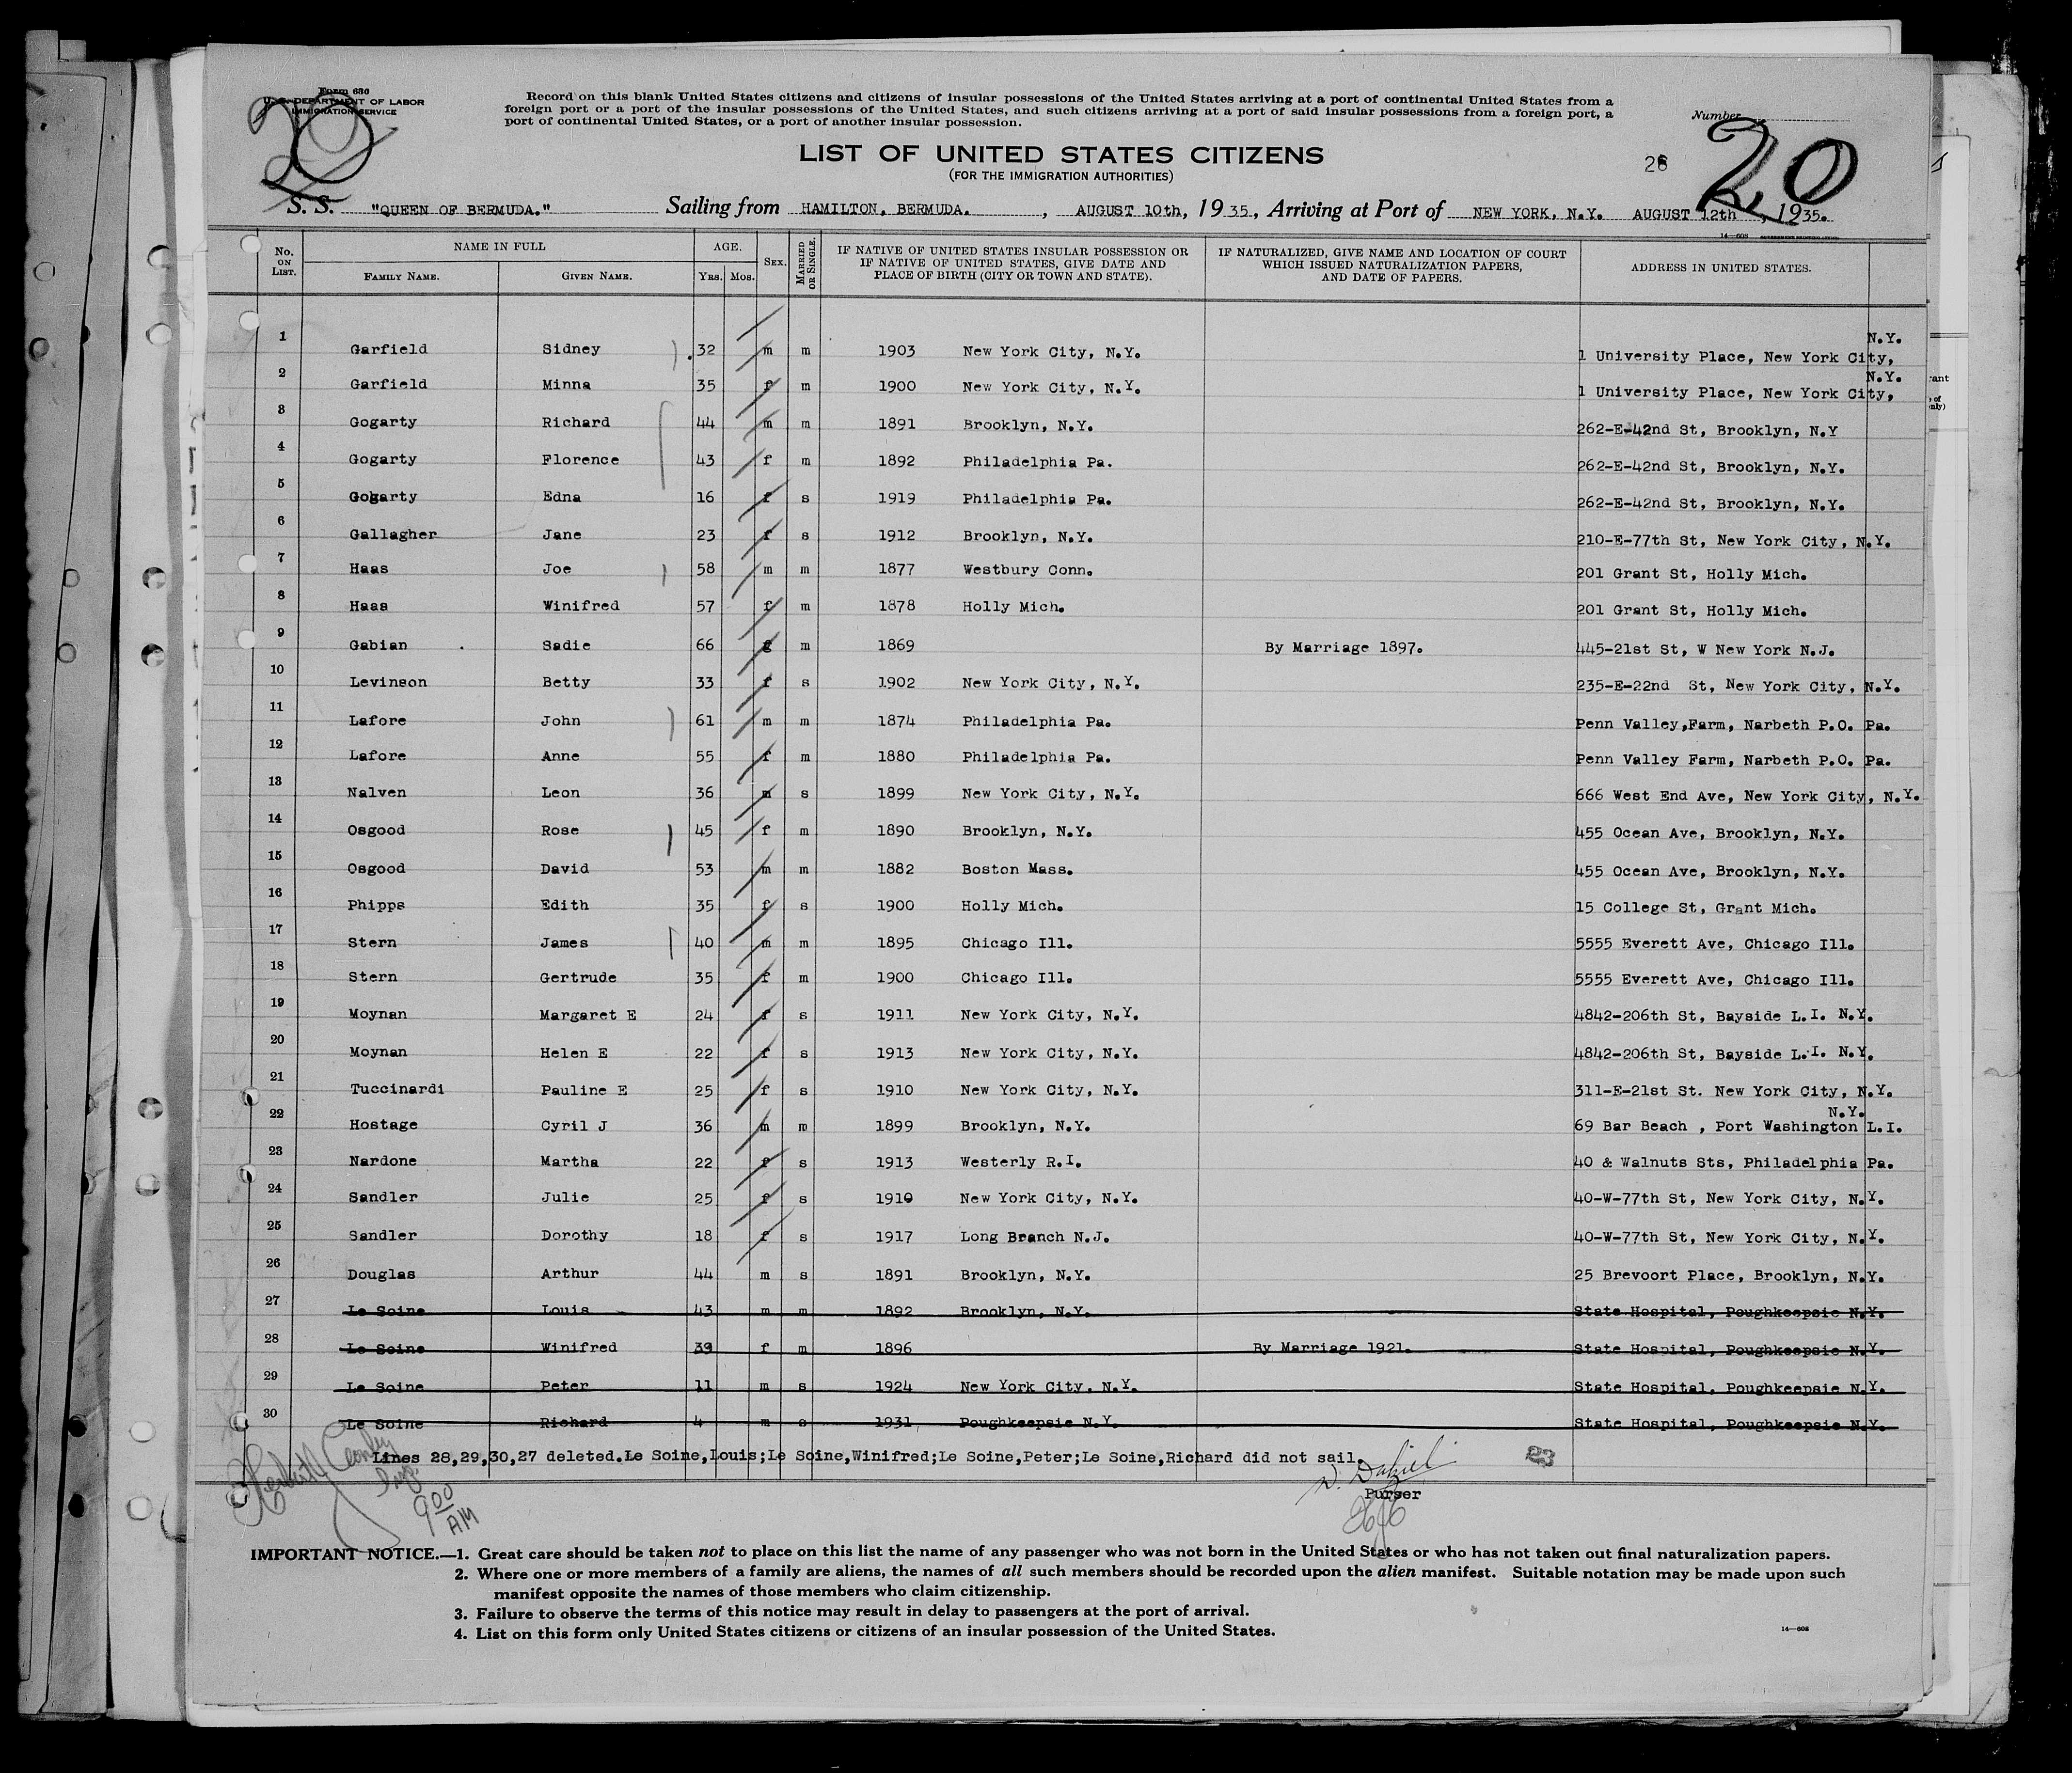 Form 686
U. S. DEPARTMENT OF LABOR
IMMIGRATION SERVICE
20
Record on this blank United States citizens and citizens of insular possessions of the United States arriving at a port of continental United States from a
foreign port or a port of the insular possessions of the United States, and such citizens arriving at a port of said insular possessions from a foreign port, a
port of continental United States, or a port of another insular possession.
Number
LIST OF UNITED STATES CITIZENS
(FOR THE IMMIGRATION AUTHORITIES)
26
20
S. S. "QUEEN OF BERMUDA." Sailing from HAMILTON, BERMUDA. , AUGUST 10th, 1935., Arriving at Port of NEW YORK, N.Y. AUGUST 12th , 1935.
14—608
No. ON LIST. NAME IN FULL FAMILY NAME. GIVEN NAME. AGE. YRS. MOS. SEX. MARRIED OR SINGLE. IF NATIVE OF UNITED STATES INSULAR POSSESSION OR IF NATIVE OF UNITED STATES, GIVE DATE AND PLACE OF BIRTH (CITY OR TOWN AND STATE). IF NATURALIZED, GIVE NAME AND LOCATION OF COURT WHICH ISSUED NATURALIZATION PAPERS, AND DATE OF PAPERS. ADDRESS IN UNITED STATES.
1 Garfield Sidney 32 m m 1903 New York City, N.Y. 1 University Place, New York City, N.Y.
2 Garfield Minna 35 f m 1900 New York City, N.Y. 1 University Place, New York City, N.Y.
3 Gogarty Richard 44 m m 1891 Brooklyn, N.Y. 262-E-42nd St, Brooklyn, N.Y
4 Gogarty Florence 43 f m 1892 Philadelphia Pa. 262-E-42nd St, Brooklyn, N.Y.
5 Gogarty Edna 16 f s 1919 Philadelphia Pa. 262-E-42nd St, Brooklyn, N.Y.
6 Gallagher Jane 23 f s 1912 Brooklyn, N.Y. 210-E-77th St, New York City, N.Y.
7 Haas Joe 58 m m 1877 Westbury Conn. 201 Grant St, Holly Mich.
8 Haas Winifred 57 f m 1878 Holly Mich. 201 Grant St, Holly Mich.
9 Gabian Sadie 66 f m 1869 By Marriage 1897. 445-21st St, W New York N.J.
10 Levinson Betty 33 f s 1902 New York City, N.Y. 235-E-22nd St, New York City, N.Y.
11 Lafore John 61 m m 1874 Philadelphia Pa. Penn Valley,Farm, Narbeth P.O. Pa.
12 Lafore Anne 55 f m 1880 Philadelphia Pa. Penn Valley Farm, Narbeth P.O. Pa.
13 Nalven Leon 36 m s 1899 New York City, N.Y. 666 West End Ave, New York City, N.Y.
14 Osgood Rose 45 f m 1890 Brooklyn, N.Y. 455 Ocean Ave, Brooklyn, N.Y.
15 Osgood David 53 m m 1882 Boston Mass. 455 Ocean Ave, Brooklyn, N.Y.
16 Phipps Edith 35 f s 1900 Holly Mich. 15 College St, Grant Mich.
17 Stern James 40 m m 1895 Chicago Ill. 5555 Everett Ave, Chicago Ill.
18 Stern Gertrude 35 f m 1900 Chicago Ill. 5555 Everett Ave, Chicago Ill.
19 Moynan Margaret E 24 f s 1911 New York City, N.Y. 4842-206th St, Bayside L.I. N.Y.
20 Moynan Helen E 22 f s 1913 New York City, N.Y. 4842-206th St, Bayside L.I. N.Y.
21 Tuccinardi Pauline E 25 f s 1910 New York City, N.Y. 311-E-21st St. New York City, N.Y.
22 Hostage Cyril J 36 m m 1899 Brooklyn, N.Y. 69 Bar Beach , Port Washington L.I. N.Y.
23 Nardone Martha 22 f s 1913 Westerly R.I. 40 & Walnuts Sts, Philadelphia Pa.
24 Sandler Julie 25 f s 1910 New York City, N.Y. 40-W-77th St, New York City, N.Y.
25 Sandler Dorothy 18 f s 1917 Long Branch N.J. 40-W-77th St, New York City, N.Y.
26 Douglas Arthur 44 m s 1891 Brooklyn, N.Y. 25 Brevoort Place, Brooklyn, N.Y.
27 Le Soine Louis 43 m m 1892 Brooklyn, N.Y. State Hospital, Poughkeepsie N.Y.
28 Le Soine Winifred 39 f m 1896 By Marriage 1921. State Hospital, Poughkeepsie N.Y.
29 Le Soine Peter 11 m s 1924 New York City, N.Y. State Hospital, Poughkeepsie N.Y.
30 Le Soine Richard 4 m s 1931 Poughkeepsie N.Y. State Hospital, Poughkeepsie N.Y.
Lines 28,29,30,27 deleted.Le Soine,Louis;Le Soine,Winifred;Le Soine,Peter;Le Soine,Richard did not sail.
23
Purser
9 00 AM
IMPORTANT NOTICE.—1. Great care should be taken not to place on this list the name of any passenger who was not born in the United States or who has not taken out final naturalization papers.
2. Where one or more members of a family are aliens, the names of all such members should be recorded upon the alien manifest. Suitable notation may be made upon such
manifest opposite the names of those members who claim citizenship.
3. Failure to observe the terms of this notice may result in delay to passengers at the port of arrival.
4. List on this form only United States citizens or citizens of an insular possession of the United States.
14—608